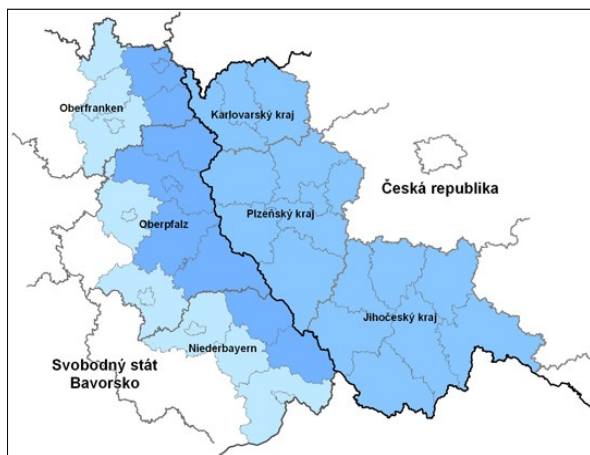 Oberfranken
Karlovarský kraj
Česká republika
Plzeňský kraj
Oberpfalz
Jihočeský kraj
Niederbayern
Svobodný stát
Bavorsko